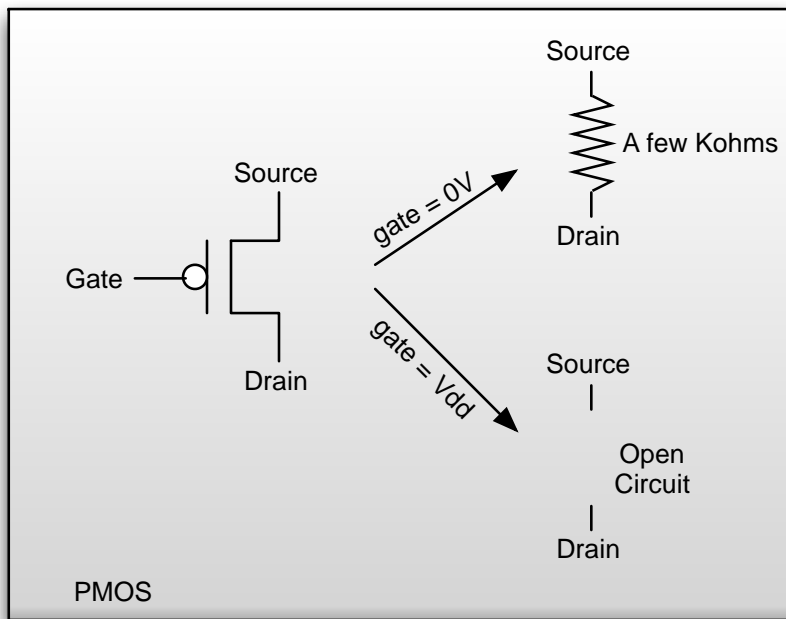 Source
Gate
Drain
gate = 0V
gate = Vdd
Source
A few Kohms
Drain
Source
Open
Circuit
Drain
PMOS